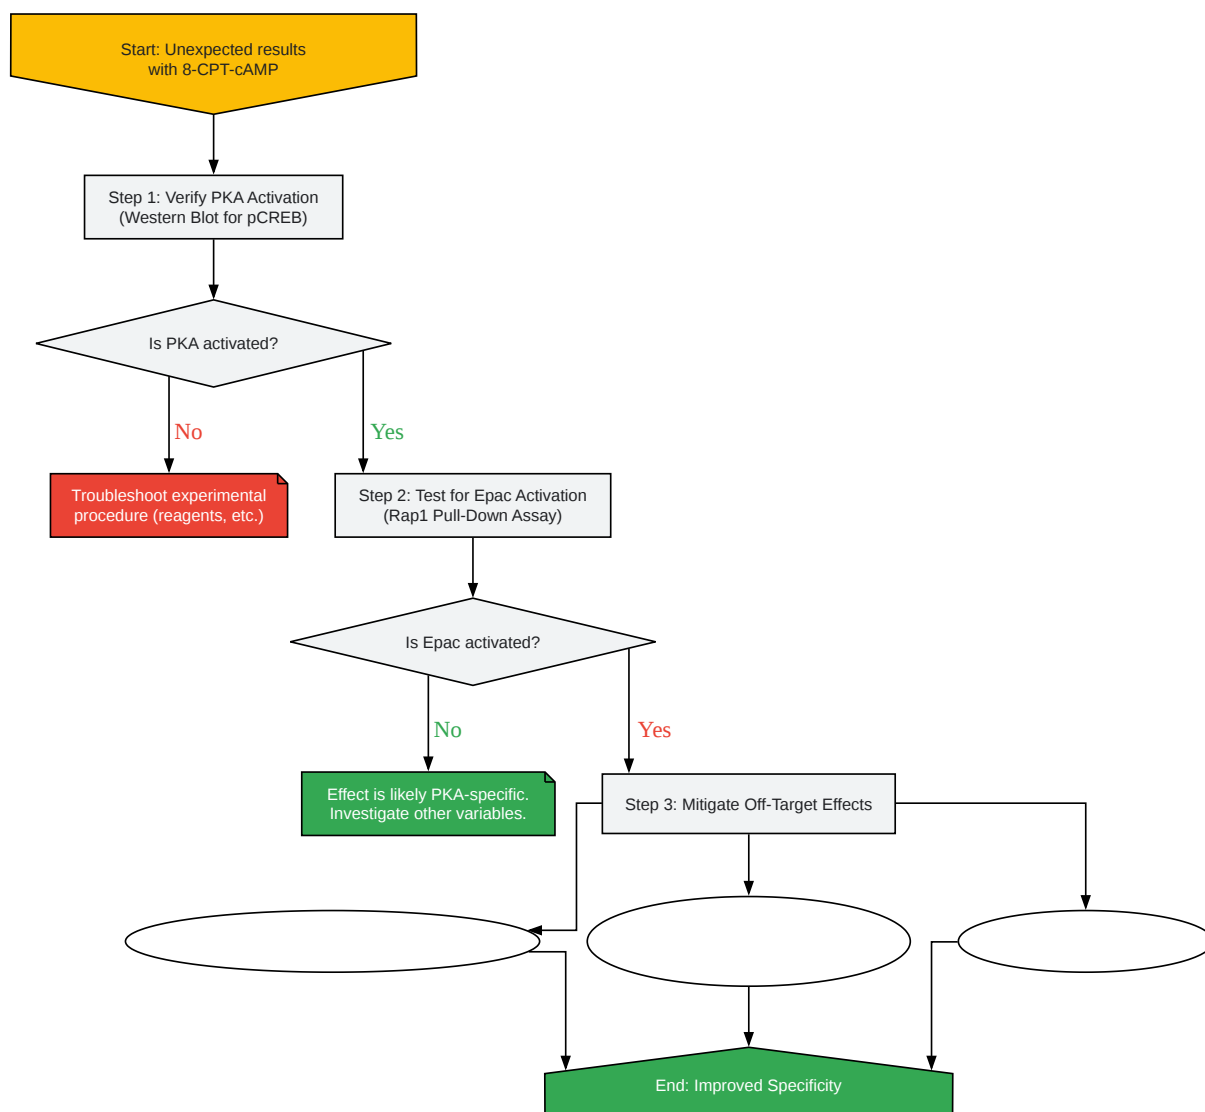 Start: Unexpected results
with 8-CPT-cAMP
Step 1: Verify PKA Activation
(Western Blot for pCREB)
Is PKA activated?
No
Yes
Troubleshoot experimental
procedure (reagents, etc.)
Step 2: Test for Epac Activation
(Rap1 Pull-Down Assay)
Is Epac activated?
No
Yes
Effect is likely PKA-specific.
Investigate other variables.
Step 3: Mitigate Off-Target Effects
End: Improved Specificity